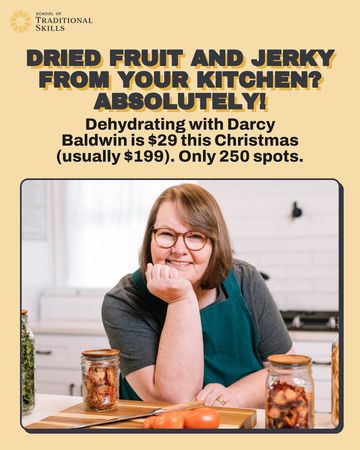 SCHOOL OF
TRADITIONAL
SKILLS
DRIED FRUIT AND JERKY
FROM YOUR KITCHEN?
ABSOLUTELY!
Dehydrating with Darcy
Baldwin is $29 this Christmas
(usually $199). Only 250 spots.